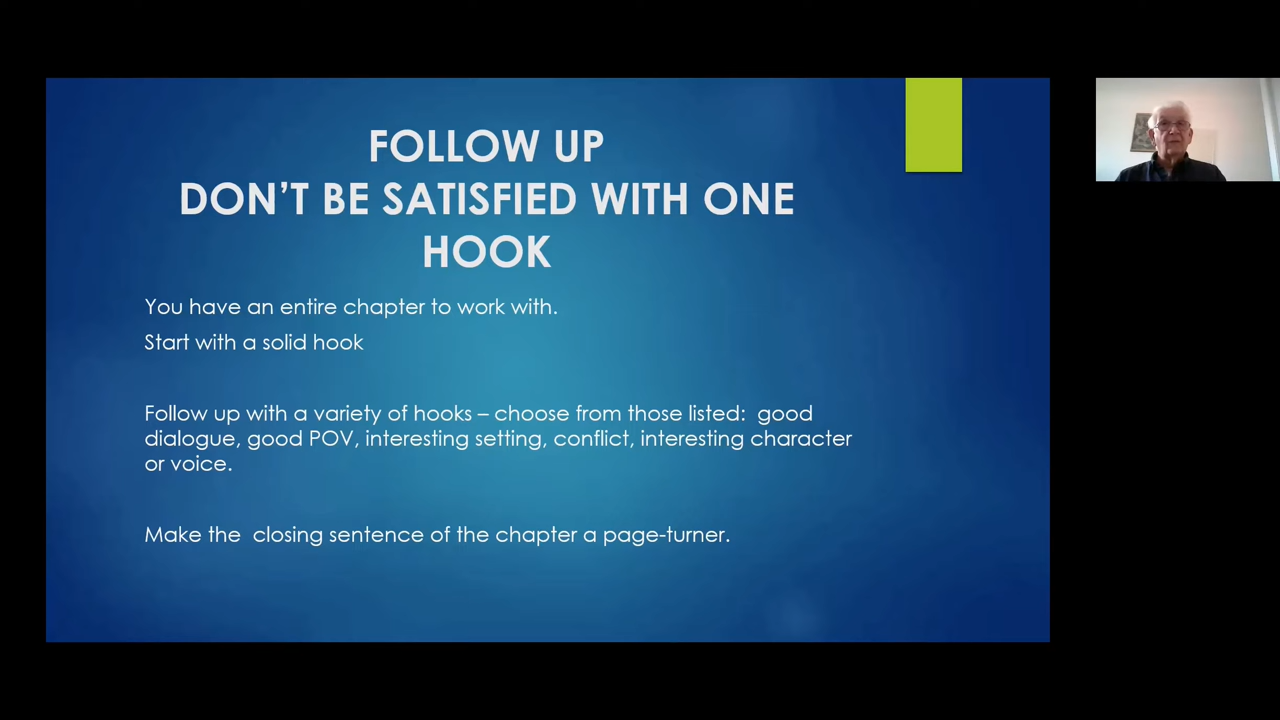 FOLLOW UP
DON’T BE SATISFIED WITH ONE
HOOK
You have an entire chapter to work with.
Start with a solid hook
Follow up with a variety of hooks – choose from those listed:  good
dialogue, good POV, interesting setting, conflict, interesting character
or voice.
Make the  closing sentence of the chapter a page-turner.